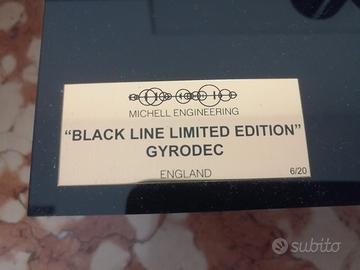 MICHELL ENGINEERING
“BLACK LINE LIMITED EDITION”
GYRODEC
ENGLAND
6/20
subito